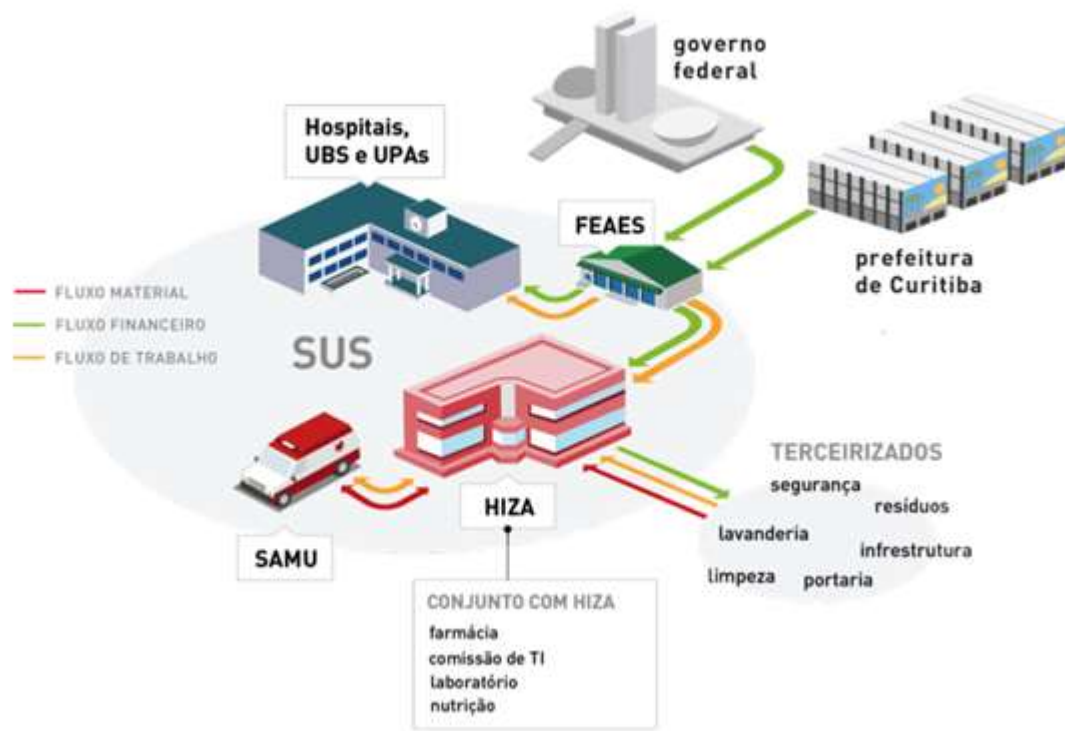 governo
federal
Hospitais,
UBS e UPAs
FEAES
prefeitura
de Curitiba
FLUXO MATERIAL
FLUXO FINANCEIRO
FLUXO DE TRABALHO
SUS
TERCEIRIZADOS
segurança
resíduos
lavanderia
infrestrutura
limpeza
portaria
HIZA
SAMU
CONJUNTO COM HIZA
farmácia
comissão de TI
laboratório
nutrição